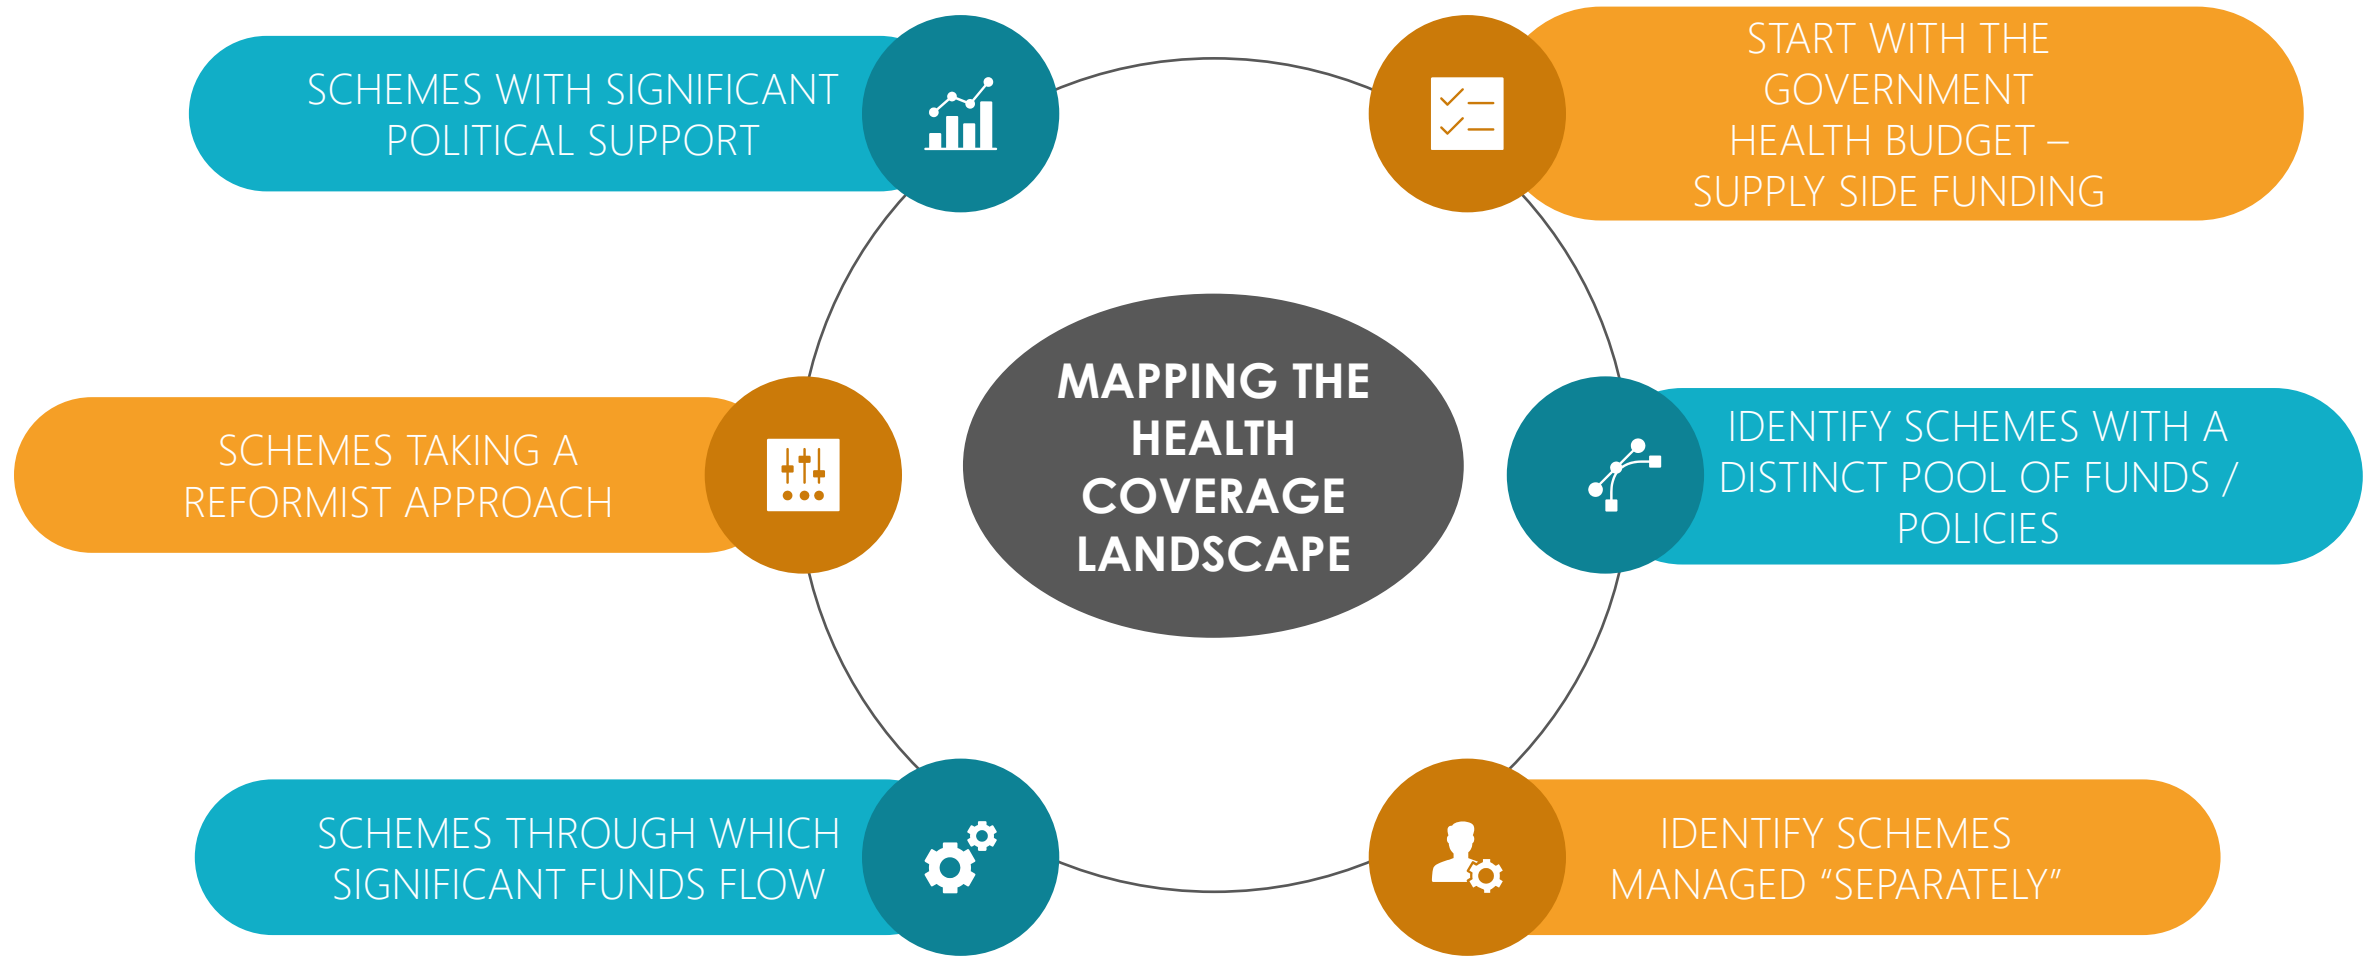 SCHEMES WITH SIGNIFICANT
POLITICAL SUPPORT
START WITH THE
GOVERNMENT
HEALTH BUDGET –
SUPPLY SIDE FUNDING
MAPPING THE
HEALTH
COVERAGE
LANDSCAPE
SCHEMES TAKING A
REFORMIST APPROACH
IDENTIFY SCHEMES WITH A
DISTINCT POOL OF FUNDS /
POLICIES
SCHEMES THROUGH WHICH
SIGNIFICANT FUNDS FLOW
IDENTIFY SCHEMES
MANAGED “SEPARATELY”